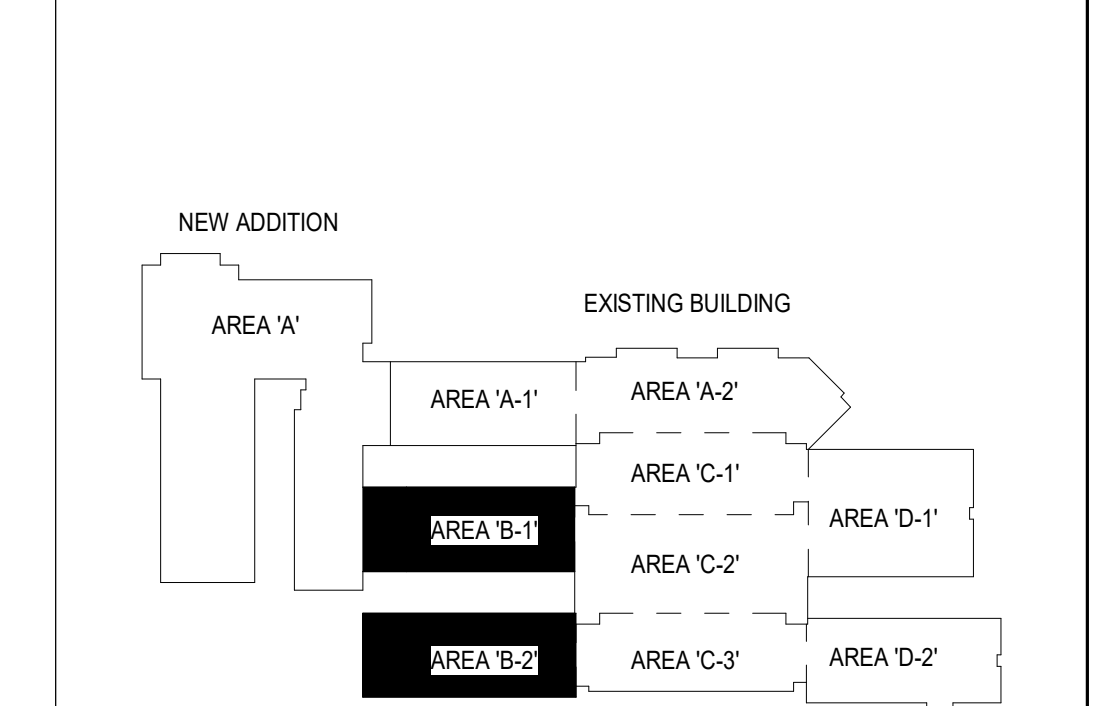 NEW ADDITION
EXISTING BUILDING
AREA 'A'
AREA 'A-1'
AREA 'A-2'
AREA 'C-1'
AREA 'B-1'
AREA 'D-1'
AREA 'C-2'
AREA 'B-2'
AREA 'C-3'
AREA 'D-2'